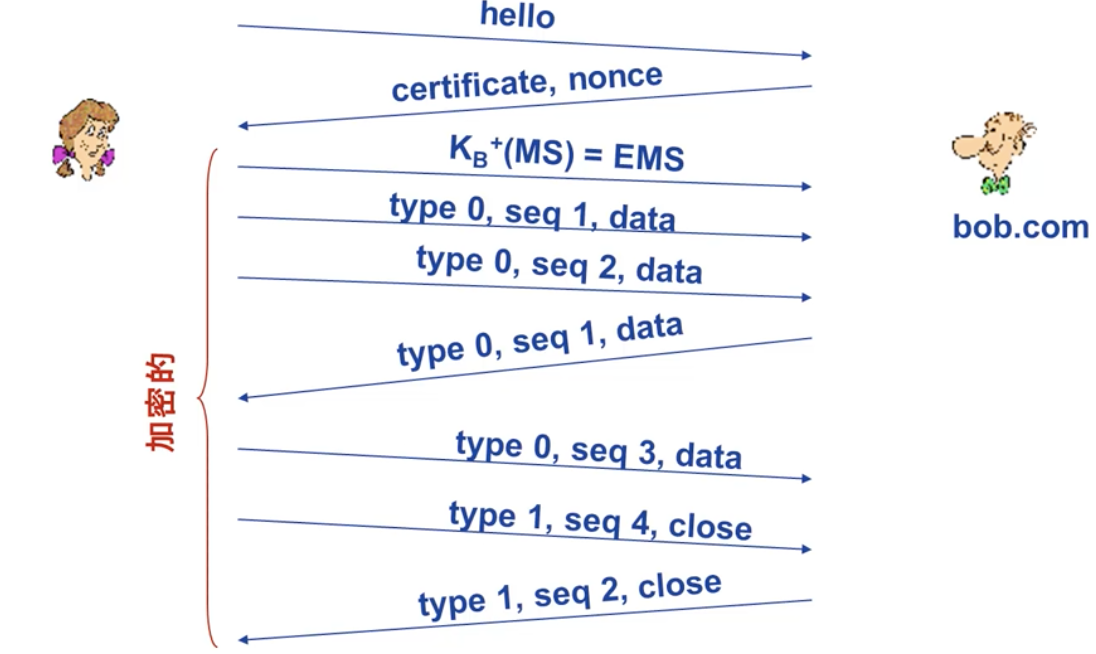 hello
certificate, nonce
K_B⁺(MS) = EMS
bob.com
type 0, seq 1, data
type 0, seq 2, data
type 0, seq 1, data
加密的
type 0, seq 3, data
type 1, seq 4, close
type 1, seq 2, close